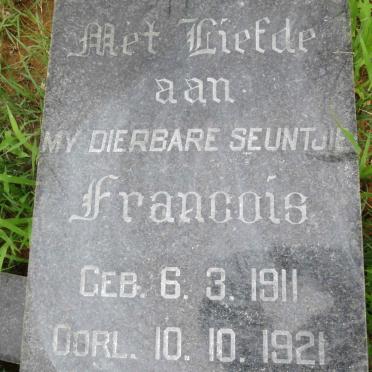 Met Liefde
aan
MY DIERBARE SEUNTJIE
Francois
GEB. 6. 3. 1911
OORL. 10. 10. 1921